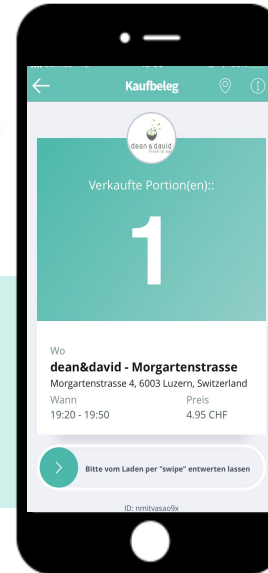 Kaufbeleg
dean & david
Verkaufte Portion(en)::
1
Wo
dean&david - Morgartenstrasse
Morgartenstrasse 4, 6003 Luzern, Switzerland
Wann Preis
19:20 - 19:50 4.95 CHF
Bitte vom Laden per "swipe" entwerten lassen
ID: nmitvasao9x